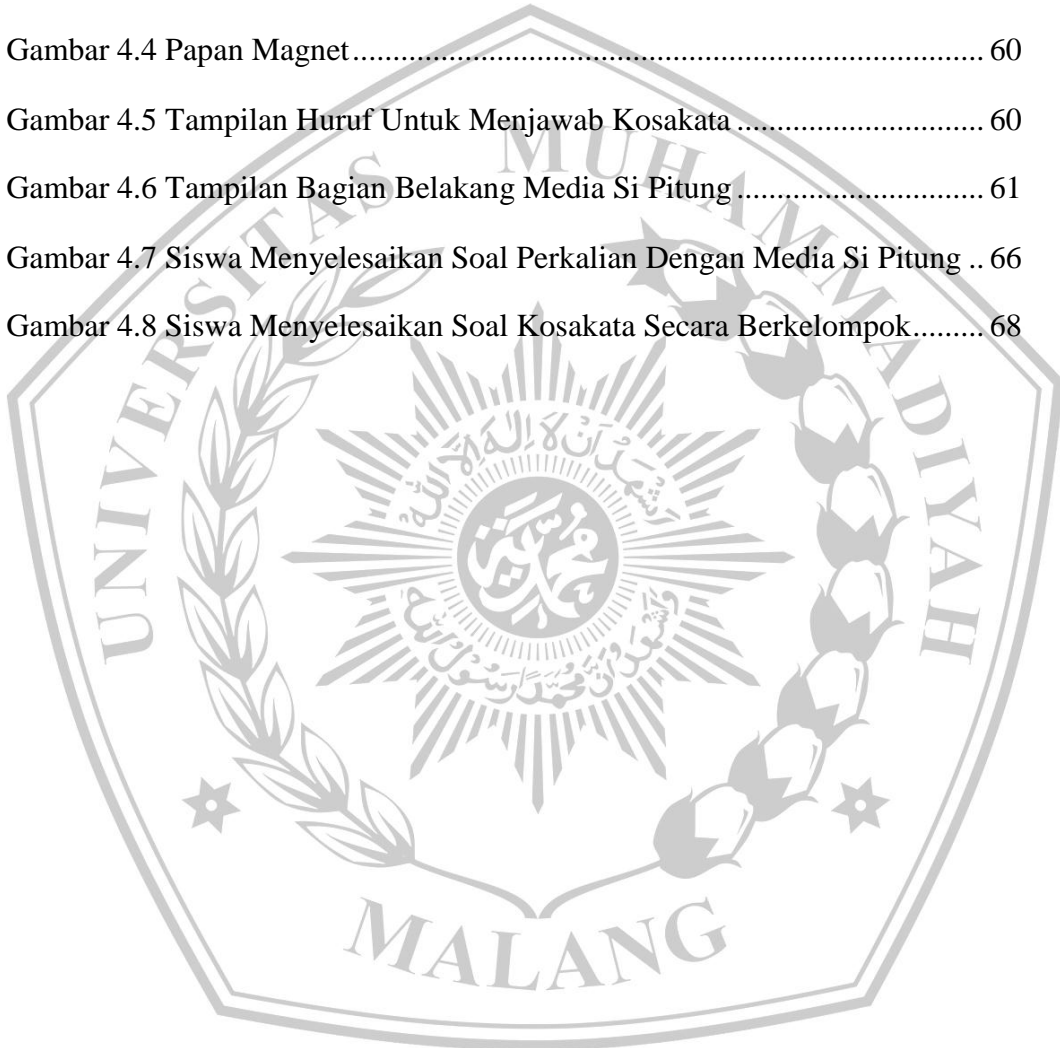 Gambar 4.4 Papan Magnet............................................................................ 60
Gambar 4.5 Tampilan Huruf Untuk Menjawab Kosakata .............................. 60
Gambar 4.6 Tampilan Bagian Belakang Media Si Pitung .............................. 61
Gambar 4.7 Siswa Menyelesaikan Soal Perkalian Dengan Media Si Pitung .. 66
Gambar 4.8 Siswa Menyelesaikan Soal Kosakata Secara Berkelompok......... 68
UNIVERSITAS MUHAMMADIYAH
MALANG